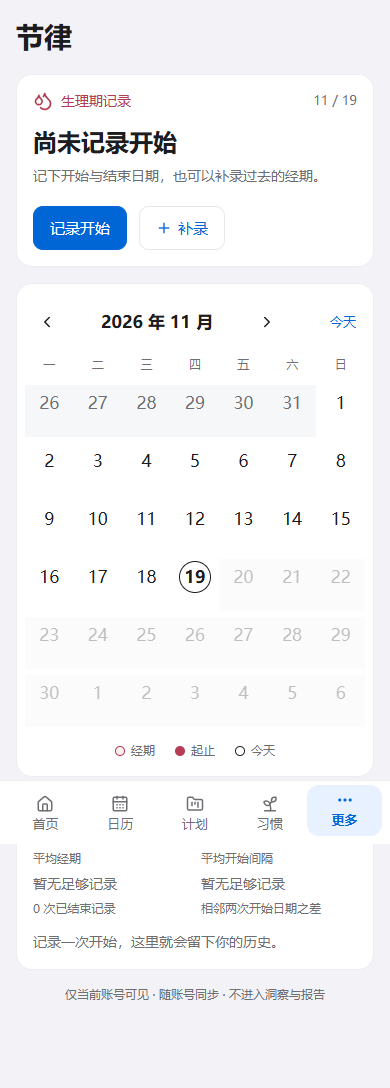 节律
生理期记录 11 / 19
尚未记录开始
记下开始与结束日期，也可以补录过去的经期。
记录开始 + 补录
2026 年 11 月 今天
一 二 三 四 五 六 日
26 27 28 29 30 31 1
2 3 4 5 6 7 8
9 10 11 12 13 14 15
16 17 18 19 20 21 22
23 24 25 26 27 28 29
30 1 2 3 4 5 6
经期 起止 今天
首页 日历 计划 习惯 更多
平均经期 平均开始间隔
暂无足够记录 暂无足够记录
0 次已结束记录 相邻两次开始日期之差
记录一次开始，这里就会留下你的历史。
仅当前账号可见 · 随账号同步 · 不进入洞察与报告